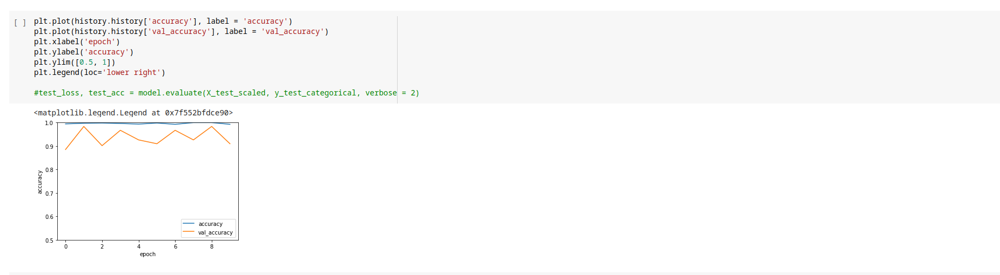 [ ] plt.plot(history.history['accuracy'], label = 'accuracy')
plt.plot(history.history['val_accuracy'], label = 'val_accuracy')
plt.xlabel('epoch')
plt.ylabel('accuracy')
plt.ylim([0.5, 1])
plt.legend(loc='lower right')
#test_loss, test_acc = model.evaluate(X_test_scaled, y_test_categorical, verbose = 2)
<matplotlib.legend.Legend at 0x7f552bfdce90>
1.0
0.9
0.8
0.7
0.6
0.5
accuracy
accuracy
val_accuracy
0 2 4 6 8
epoch